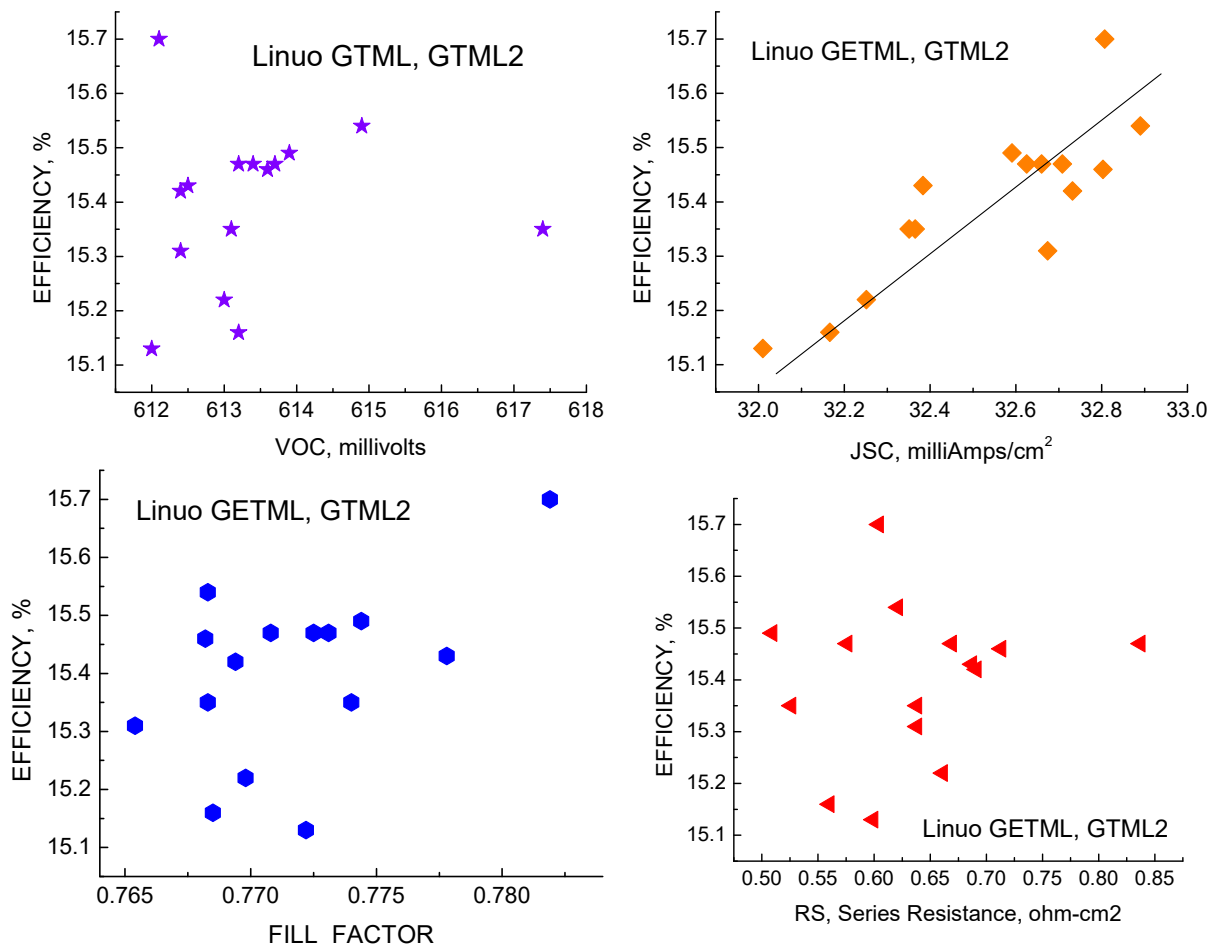 Linuo GTML, GTML2
EFFICIENCY, %
15.7
15.6
15.5
15.4
15.3
15.2
15.1
612 613 614 615 616 617 618
VOC, millivolts
Linuo GETML, GTML2
EFFICIENCY, %
15.7
15.6
15.5
15.4
15.3
15.2
15.1
32.0 32.2 32.4 32.6 32.8 33.0
JSC, milliAmps/cm²
Linuo GETML, GTML2
EFFICIENCY, %
15.7
15.6
15.5
15.4
15.3
15.2
15.1
0.765 0.770 0.775 0.780
FILL FACTOR
EFFICIENCY, %
15.7
15.6
15.5
15.4
15.3
15.2
15.1
Linuo GETML, GTML2
0.50 0.55 0.60 0.65 0.70 0.75 0.80 0.85
RS, Series Resistance, ohm-cm2